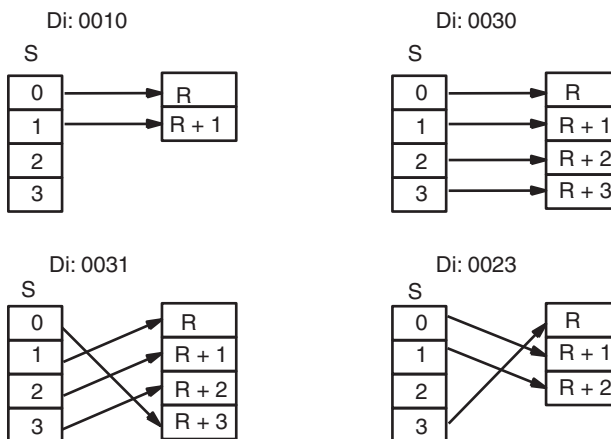 Di: 0010
S
0
1
2
3
R
R + 1
Di: 0030
S
0
1
2
3
R
R + 1
R + 2
R + 3
Di: 0031
S
0
1
2
3
R
R + 1
R + 2
R + 3
Di: 0023
S
0
1
2
3
R
R + 1
R + 2